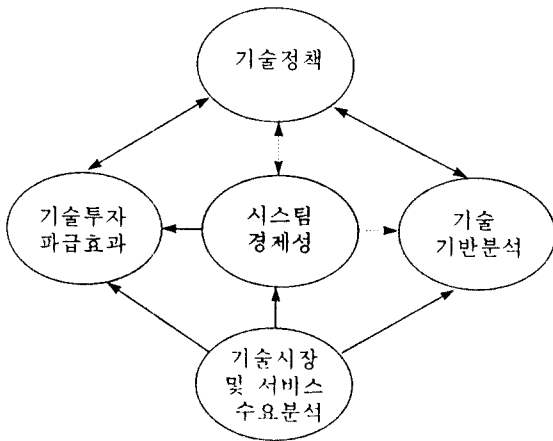 기술정책
기술투자
파급효과
시스팀
경제성
기술
기반분석
기술시장
및 서비스
수요분석